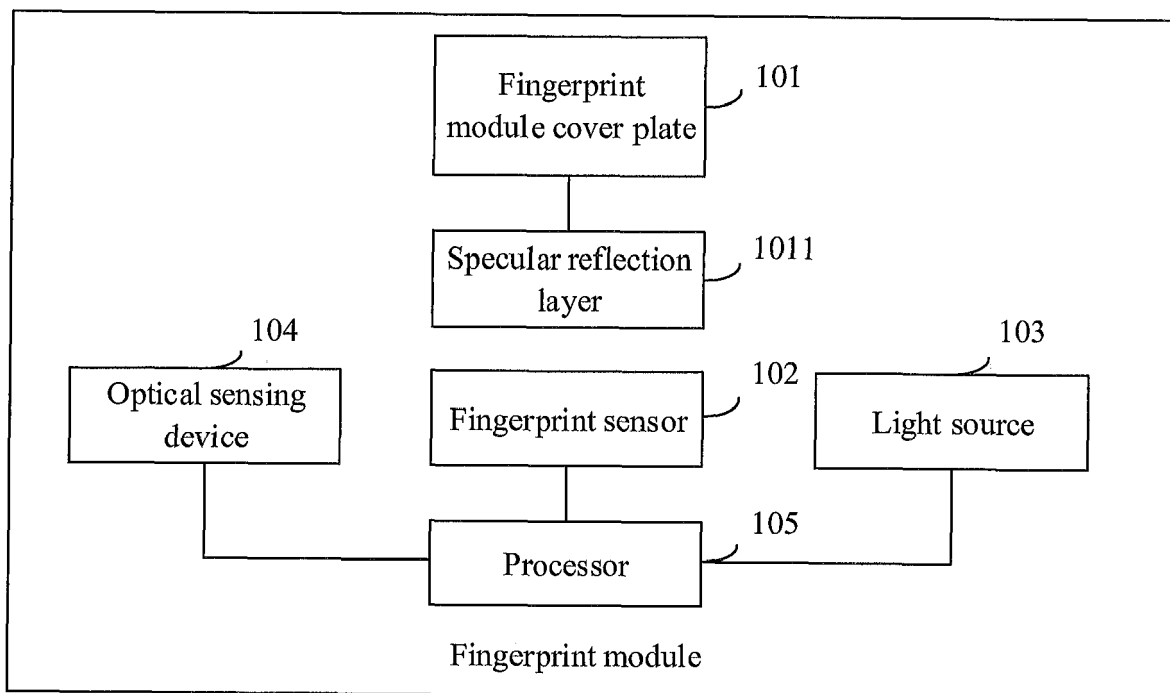 Fingerprint
module cover plate
101
Specular reflection
layer
1011
104
Optical sensing
device
Fingerprint sensor
102
103
Light source
Processor
105
Fingerprint module